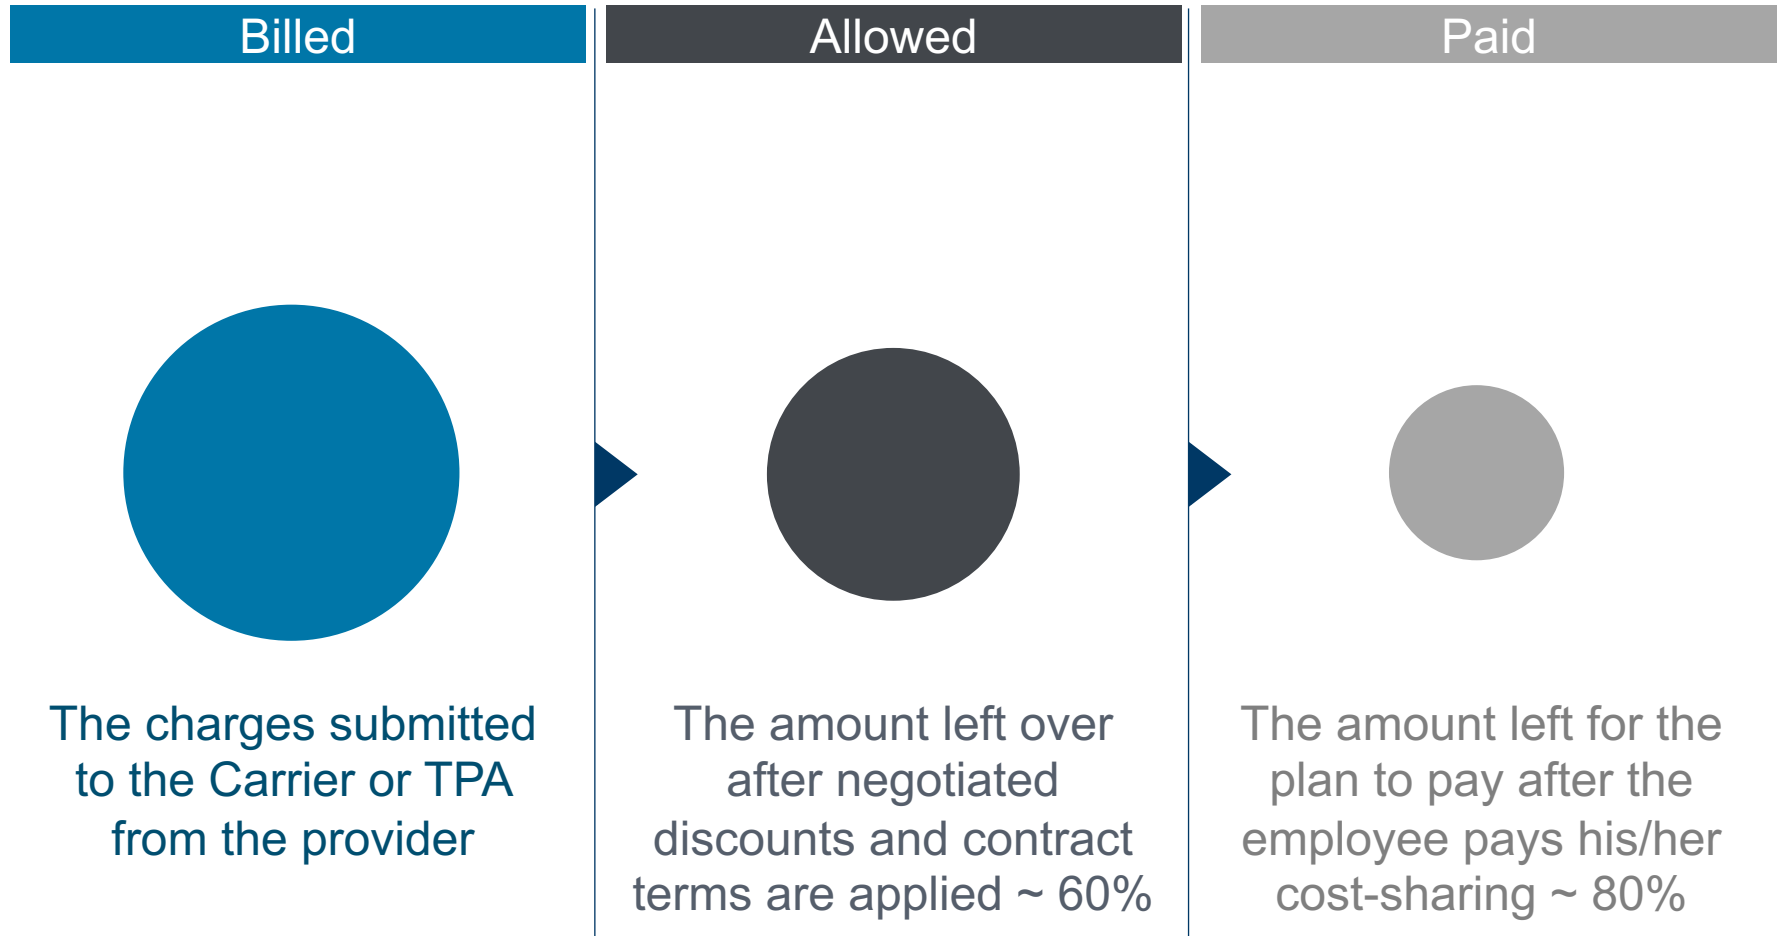 Billed
Allowed
Paid
The charges submitted
to the Carrier or TPA
from the provider
The amount left over
after negotiated
discounts and contract
terms are applied ~ 60%
The amount left for the
plan to pay after the
employee pays his/her
cost-sharing ~ 80%